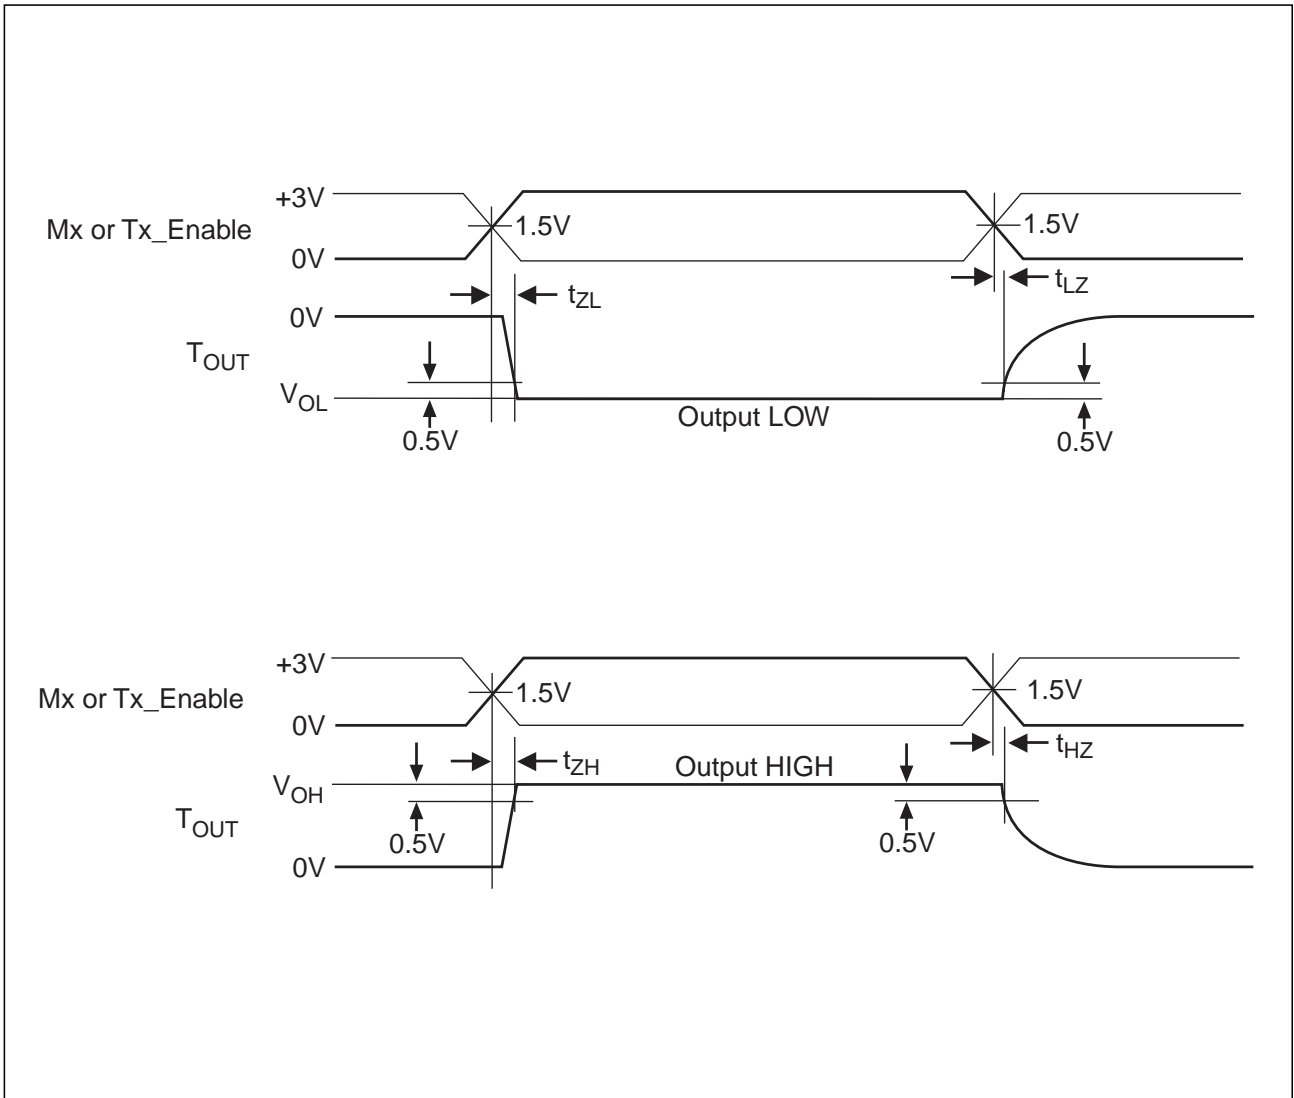 +3V
1.5V
1.5V
Mx or Tx_Enable
0V
tZL
tLZ
0V
TOUT
VOL
Output LOW
0.5V
0.5V
+3V
1.5V
1.5V
Mx or Tx_Enable
0V
tZH
Output HIGH
tHZ
VOH
TOUT
0.5V
0.5V
0V